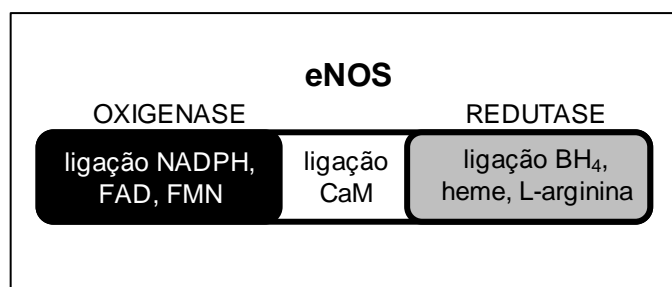 eNOS
OXIGENASE REDUTASE
ligação NADPH, ligação ligação BH₄,
FAD, FMN CaM heme, L-arginina